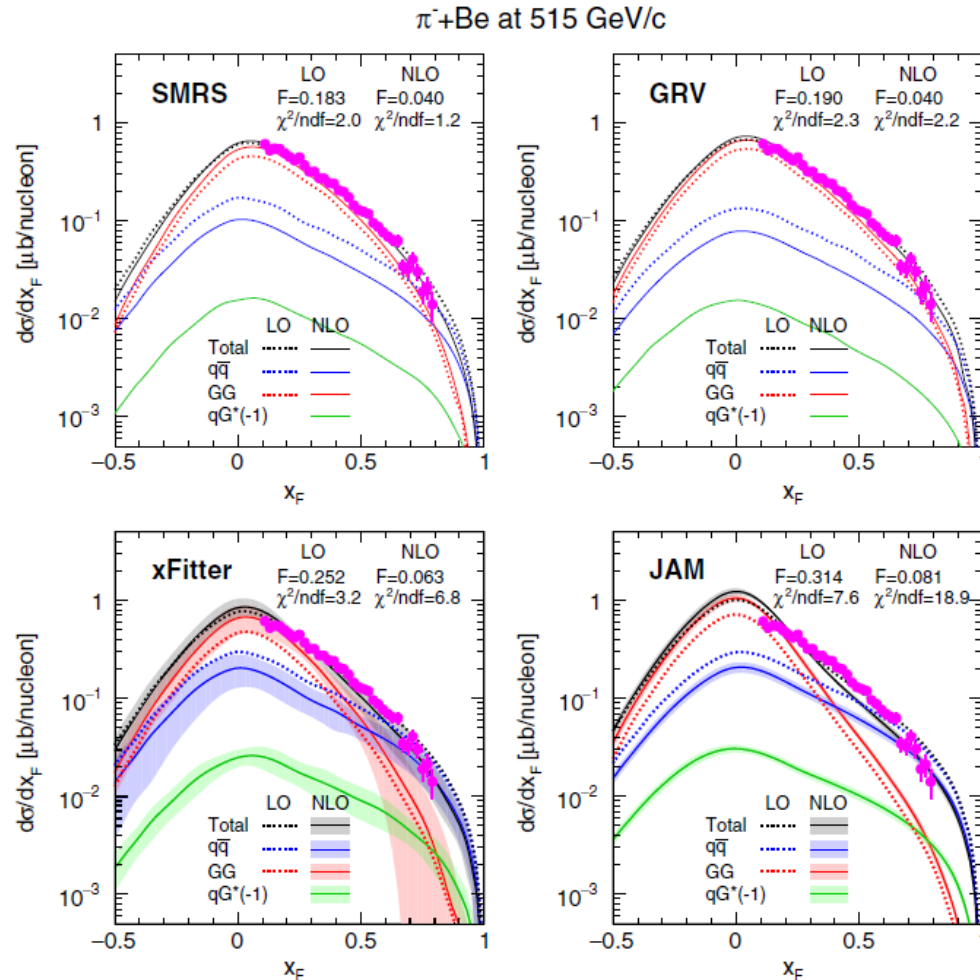 π⁻+Be at 515 GeV/c
SMRS
LO NLO
F=0.183 F=0.040
χ²/ndf=2.0 χ²/ndf=1.2
dσ/dx_F [μb/nucleon]
1
10⁻¹
10⁻²
10⁻³
LO NLO
Total
qq̅
GG
qG*(-1)
−0.5 0 0.5 1
x_F
GRV
LO NLO
F=0.190 F=0.040
χ²/ndf=2.3 χ²/ndf=2.2
dσ/dx_F [μb/nucleon]
1
10⁻¹
10⁻²
10⁻³
LO NLO
Total
qq̅
GG
qG*(-1)
−0.5 0 0.5 1
x_F
xFitter
LO NLO
F=0.252 F=0.063
χ²/ndf=3.2 χ²/ndf=6.8
dσ/dx_F [μb/nucleon]
1
10⁻¹
10⁻²
10⁻³
LO NLO
Total
qq̅
GG
qG*(-1)
−0.5 0 0.5 1
x_F
JAM
LO NLO
F=0.314 F=0.081
χ²/ndf=7.6 χ²/ndf=18.9
dσ/dx_F [μb/nucleon]
1
10⁻¹
10⁻²
10⁻³
LO NLO
Total
qq̅
GG
qG*(-1)
−0.5 0 0.5 1
x_F